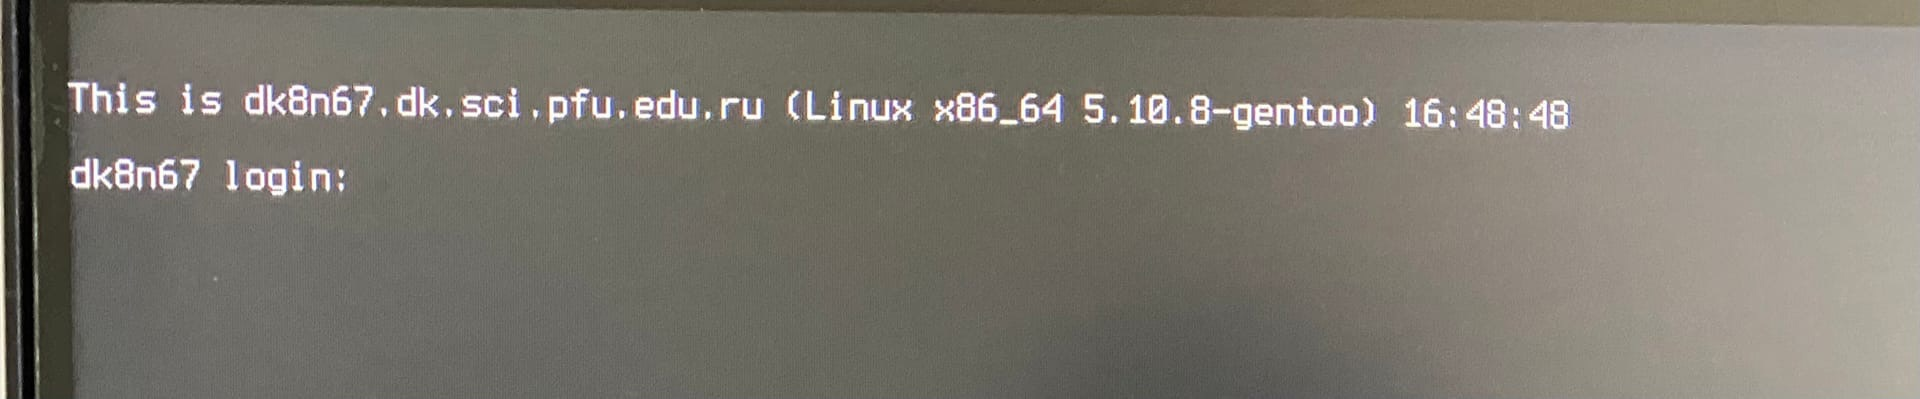 This is dk8n67.dk.sci.pfu.edu.ru (Linux x86_64 5.10.8-gentoo) 16:48:48
dk8n67 login: